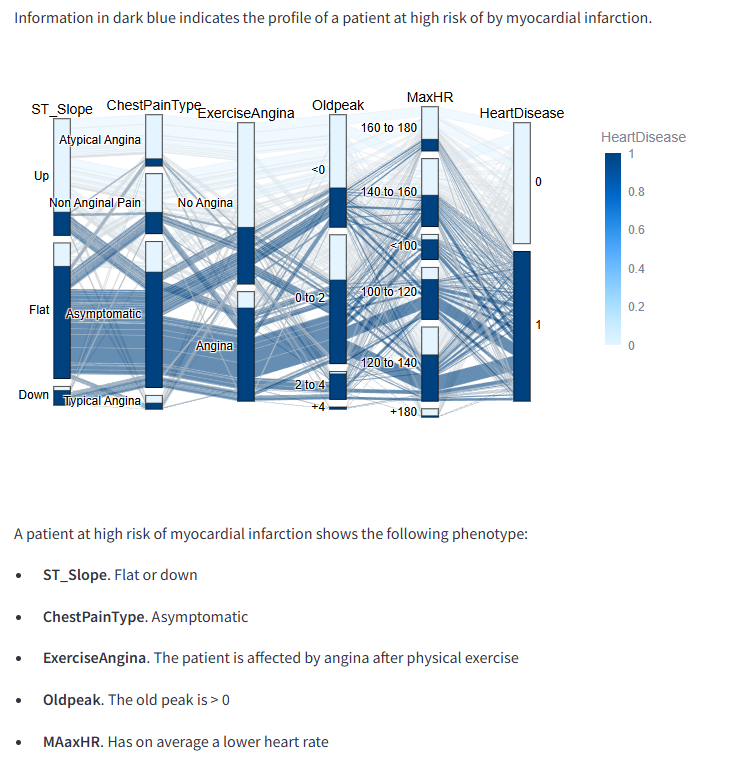 Information in dark blue indicates the profile of a patient at high risk of by myocardial infarction.
ST_Slope ChestPainType ExerciseAngina Oldpeak MaxHR HeartDisease
HeartDisease
Atypical Angina
160 to 180
1
Up
<0
0
0.8
Non Anginal Pain
No Angina
140 to 160
0.6
<100
0.4
Flat
Asymptomatic
0 to 2
100 to 120
0.2
1
Angina
120 to 140
0
Down
Typical Angina
2 to 4
+4
+180
A patient at high risk of myocardial infarction shows the following phenotype:
• ST_Slope. Flat or down
• ChestPainType. Asymptomatic
• ExerciseAngina. The patient is affected by angina after physical exercise
• Oldpeak. The old peak is > 0
• MAaxHR. Has on average a lower heart rate